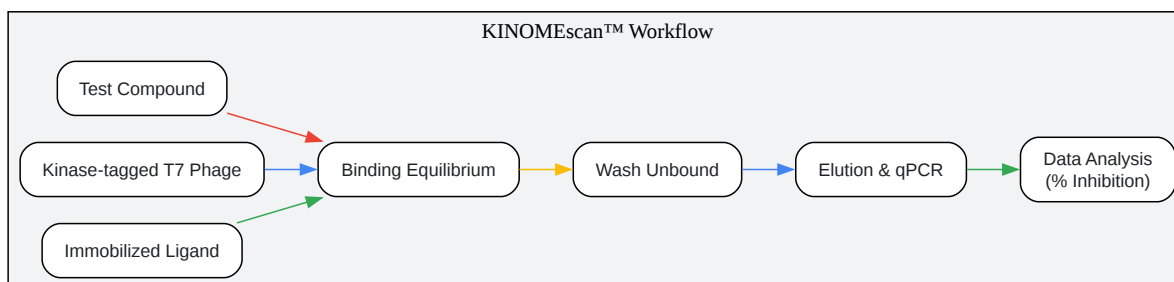 KINOMEscan™ Workflow
Test Compound
Kinase-tagged T7 Phage
Immobilized Ligand
Binding Equilibrium
Wash Unbound
Elution & qPCR
Data Analysis
(% Inhibition)